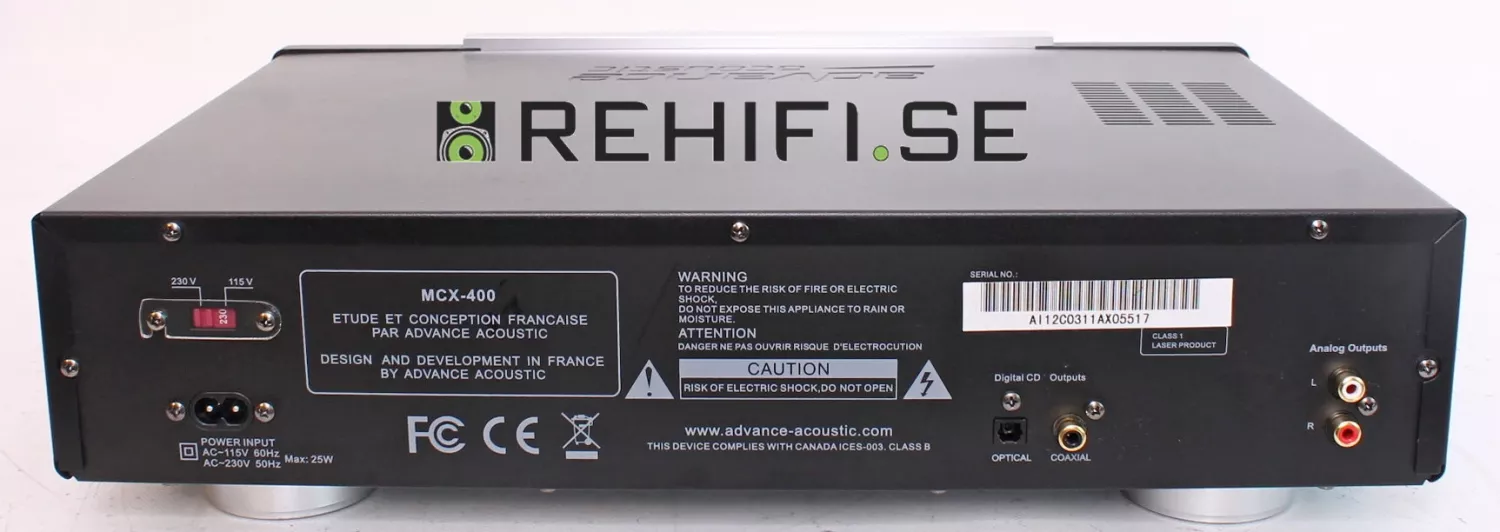 advance
acoustic
REHIFI.SE
230 V 115 V
230
MCX-400
ETUDE ET CONCEPTION FRANCAISE
PAR ADVANCE ACOUSTIC
DESIGN AND DEVELOPMENT IN FRANCE
BY ADVANCE ACOUSTIC
WARNING
TO REDUCE THE RISK OF FIRE OR ELECTRIC
SHOCK,
DO NOT EXPOSE THIS APPLIANCE TO RAIN OR
MOISTURE.
ATTENTION
DANGER NE PAS OUVRIR RISQUE D'ELECTROCUTION
CAUTION
RISK OF ELECTRIC SHOCK,DO NOT OPEN
SERIAL NO.:
AI12C0311AX05517
CLASS 1
LASER PRODUCT
Analog Outputs
L
R
Digital CD Outputs
OPTICAL COAXIAL
POWER INPUT
AC~115V 60Hz
AC~230V 50Hz Max: 25W
FC CE
www.advance-acoustic.com
THIS DEVICE COMPLIES WITH CANADA ICES-003. CLASS B